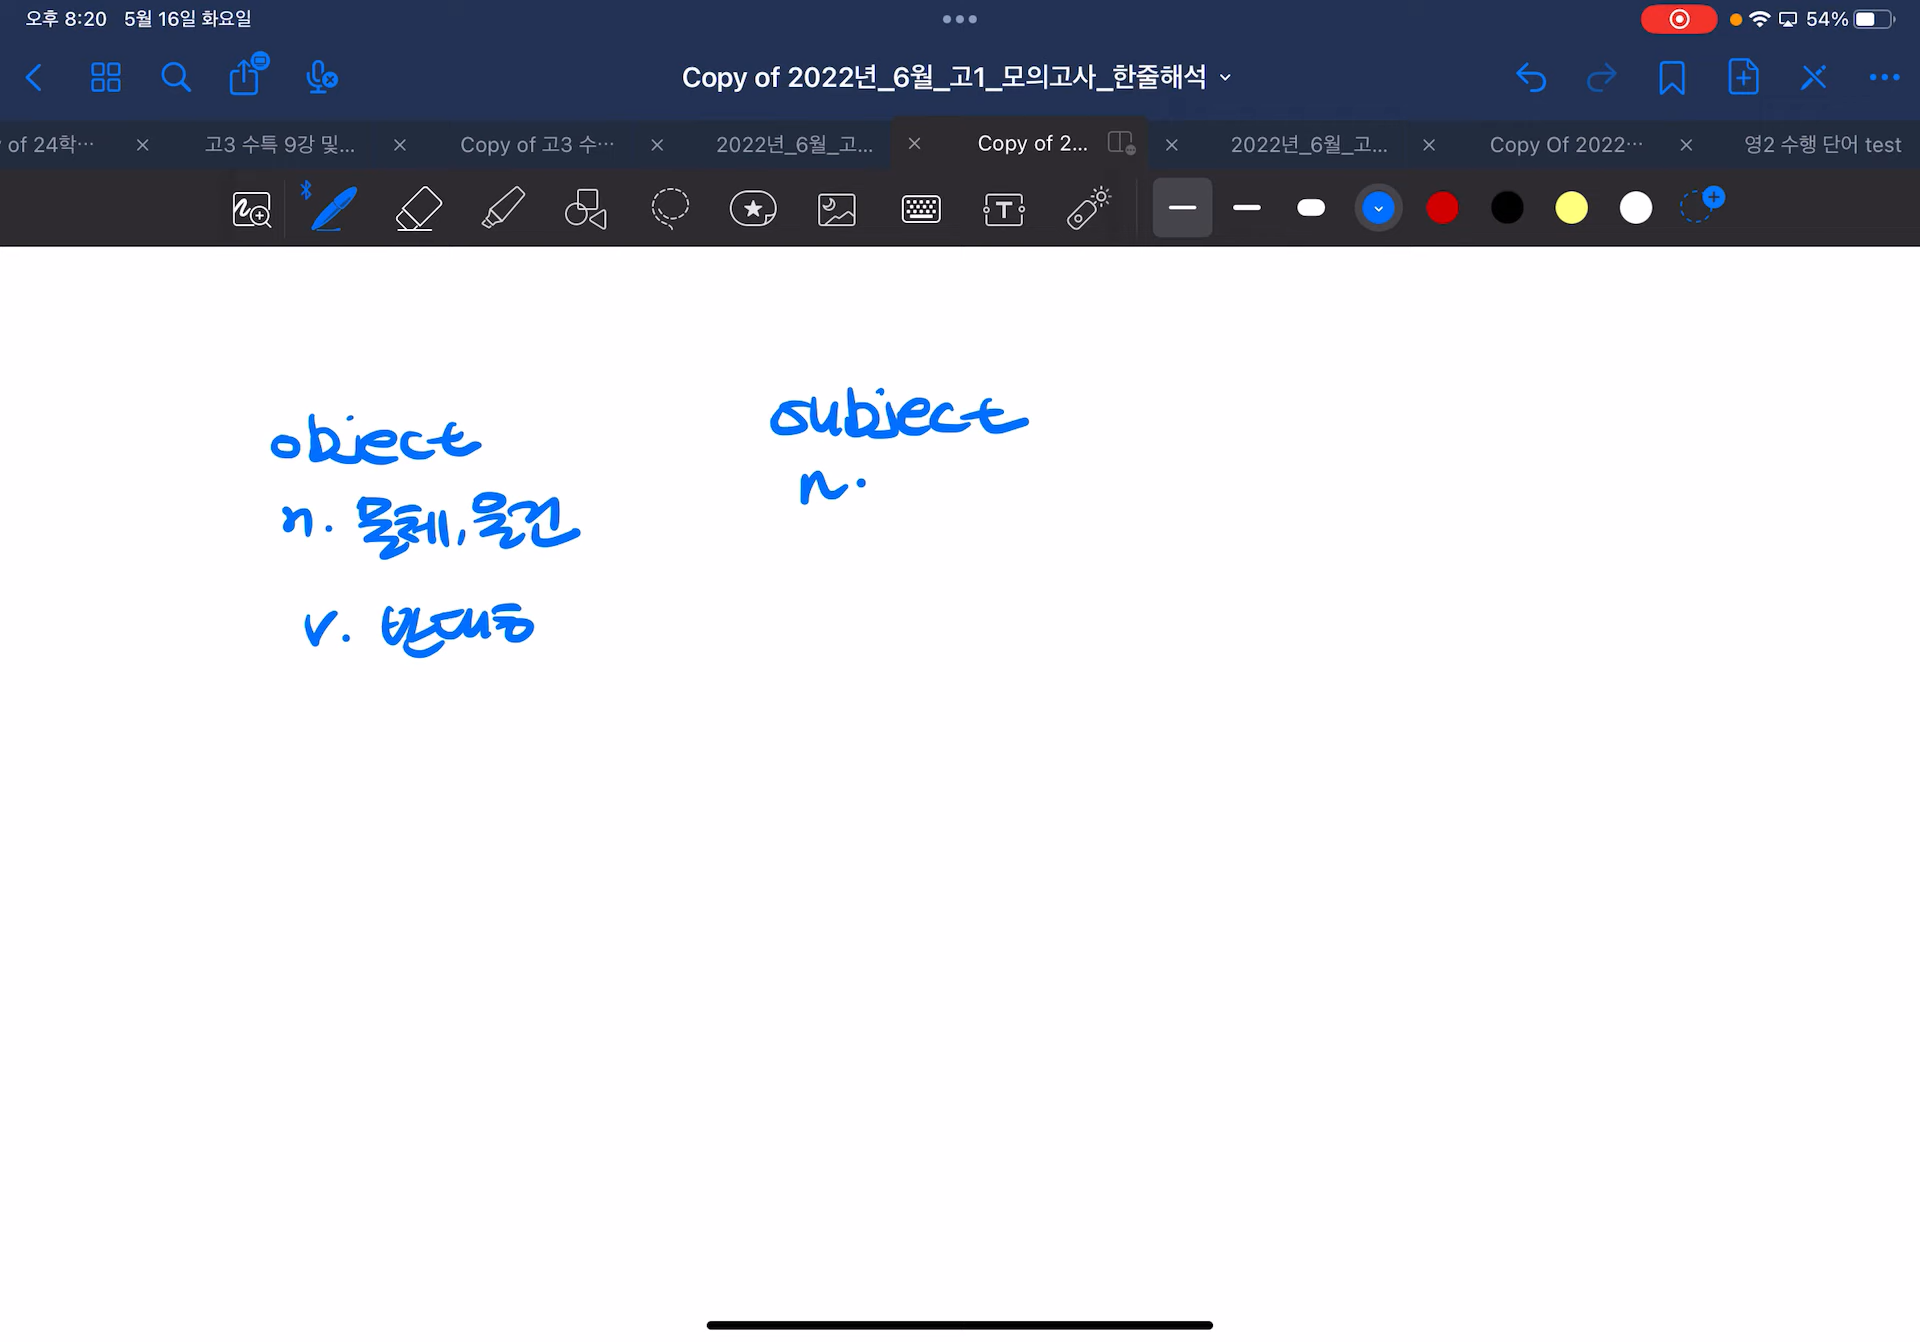 오후 8:20 5월 16일 화요일
54%
Copy of 2022년_6월_고1_모의고사_한줄해석
of 24학…
고3 수특 9강 및...
Copy of 고3 수…
2022년_6월_고...
Copy of 2...
2022년_6월_고...
Copy Of 2022…
영2 수행 단어 test
object
n. 물체, 물건
v. 반대
subject
n.